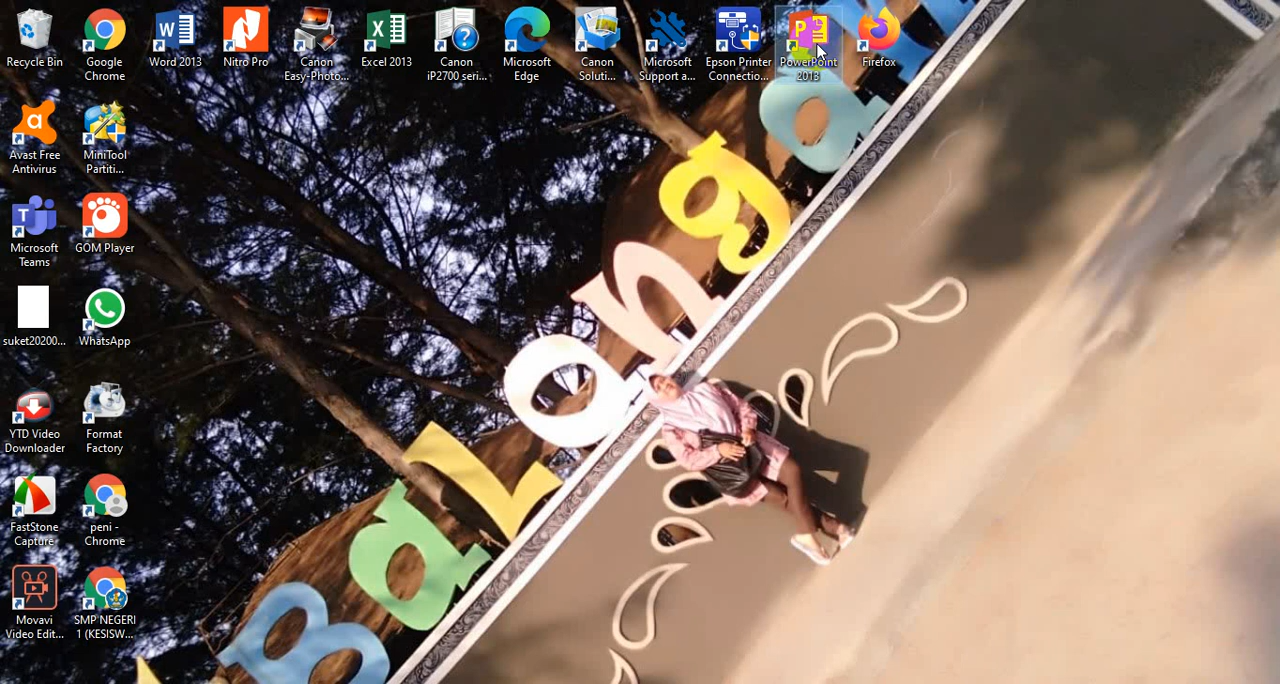 Recycle Bin
Google
Chrome
Word 2013
Nitro Pro
Canon
Easy-Photo...
Excel 2013
Canon
iP2700 seri...
Microsoft
Edge
Canon
Soluti...
Microsoft
Support a...
Epson Printer
Connectio...
PowerPoint
2013
Firefox
Avast Free
Antivirus
MiniTool
Partiti...
Microsoft
Teams
GOM Player
suket20200...
WhatsApp
YTD Video
Downloader
Format
Factory
FastStone
Capture
peni -
Chrome
Movavi
Video Edit...
SMP NEGERI
1 (KESISW...
Balonga